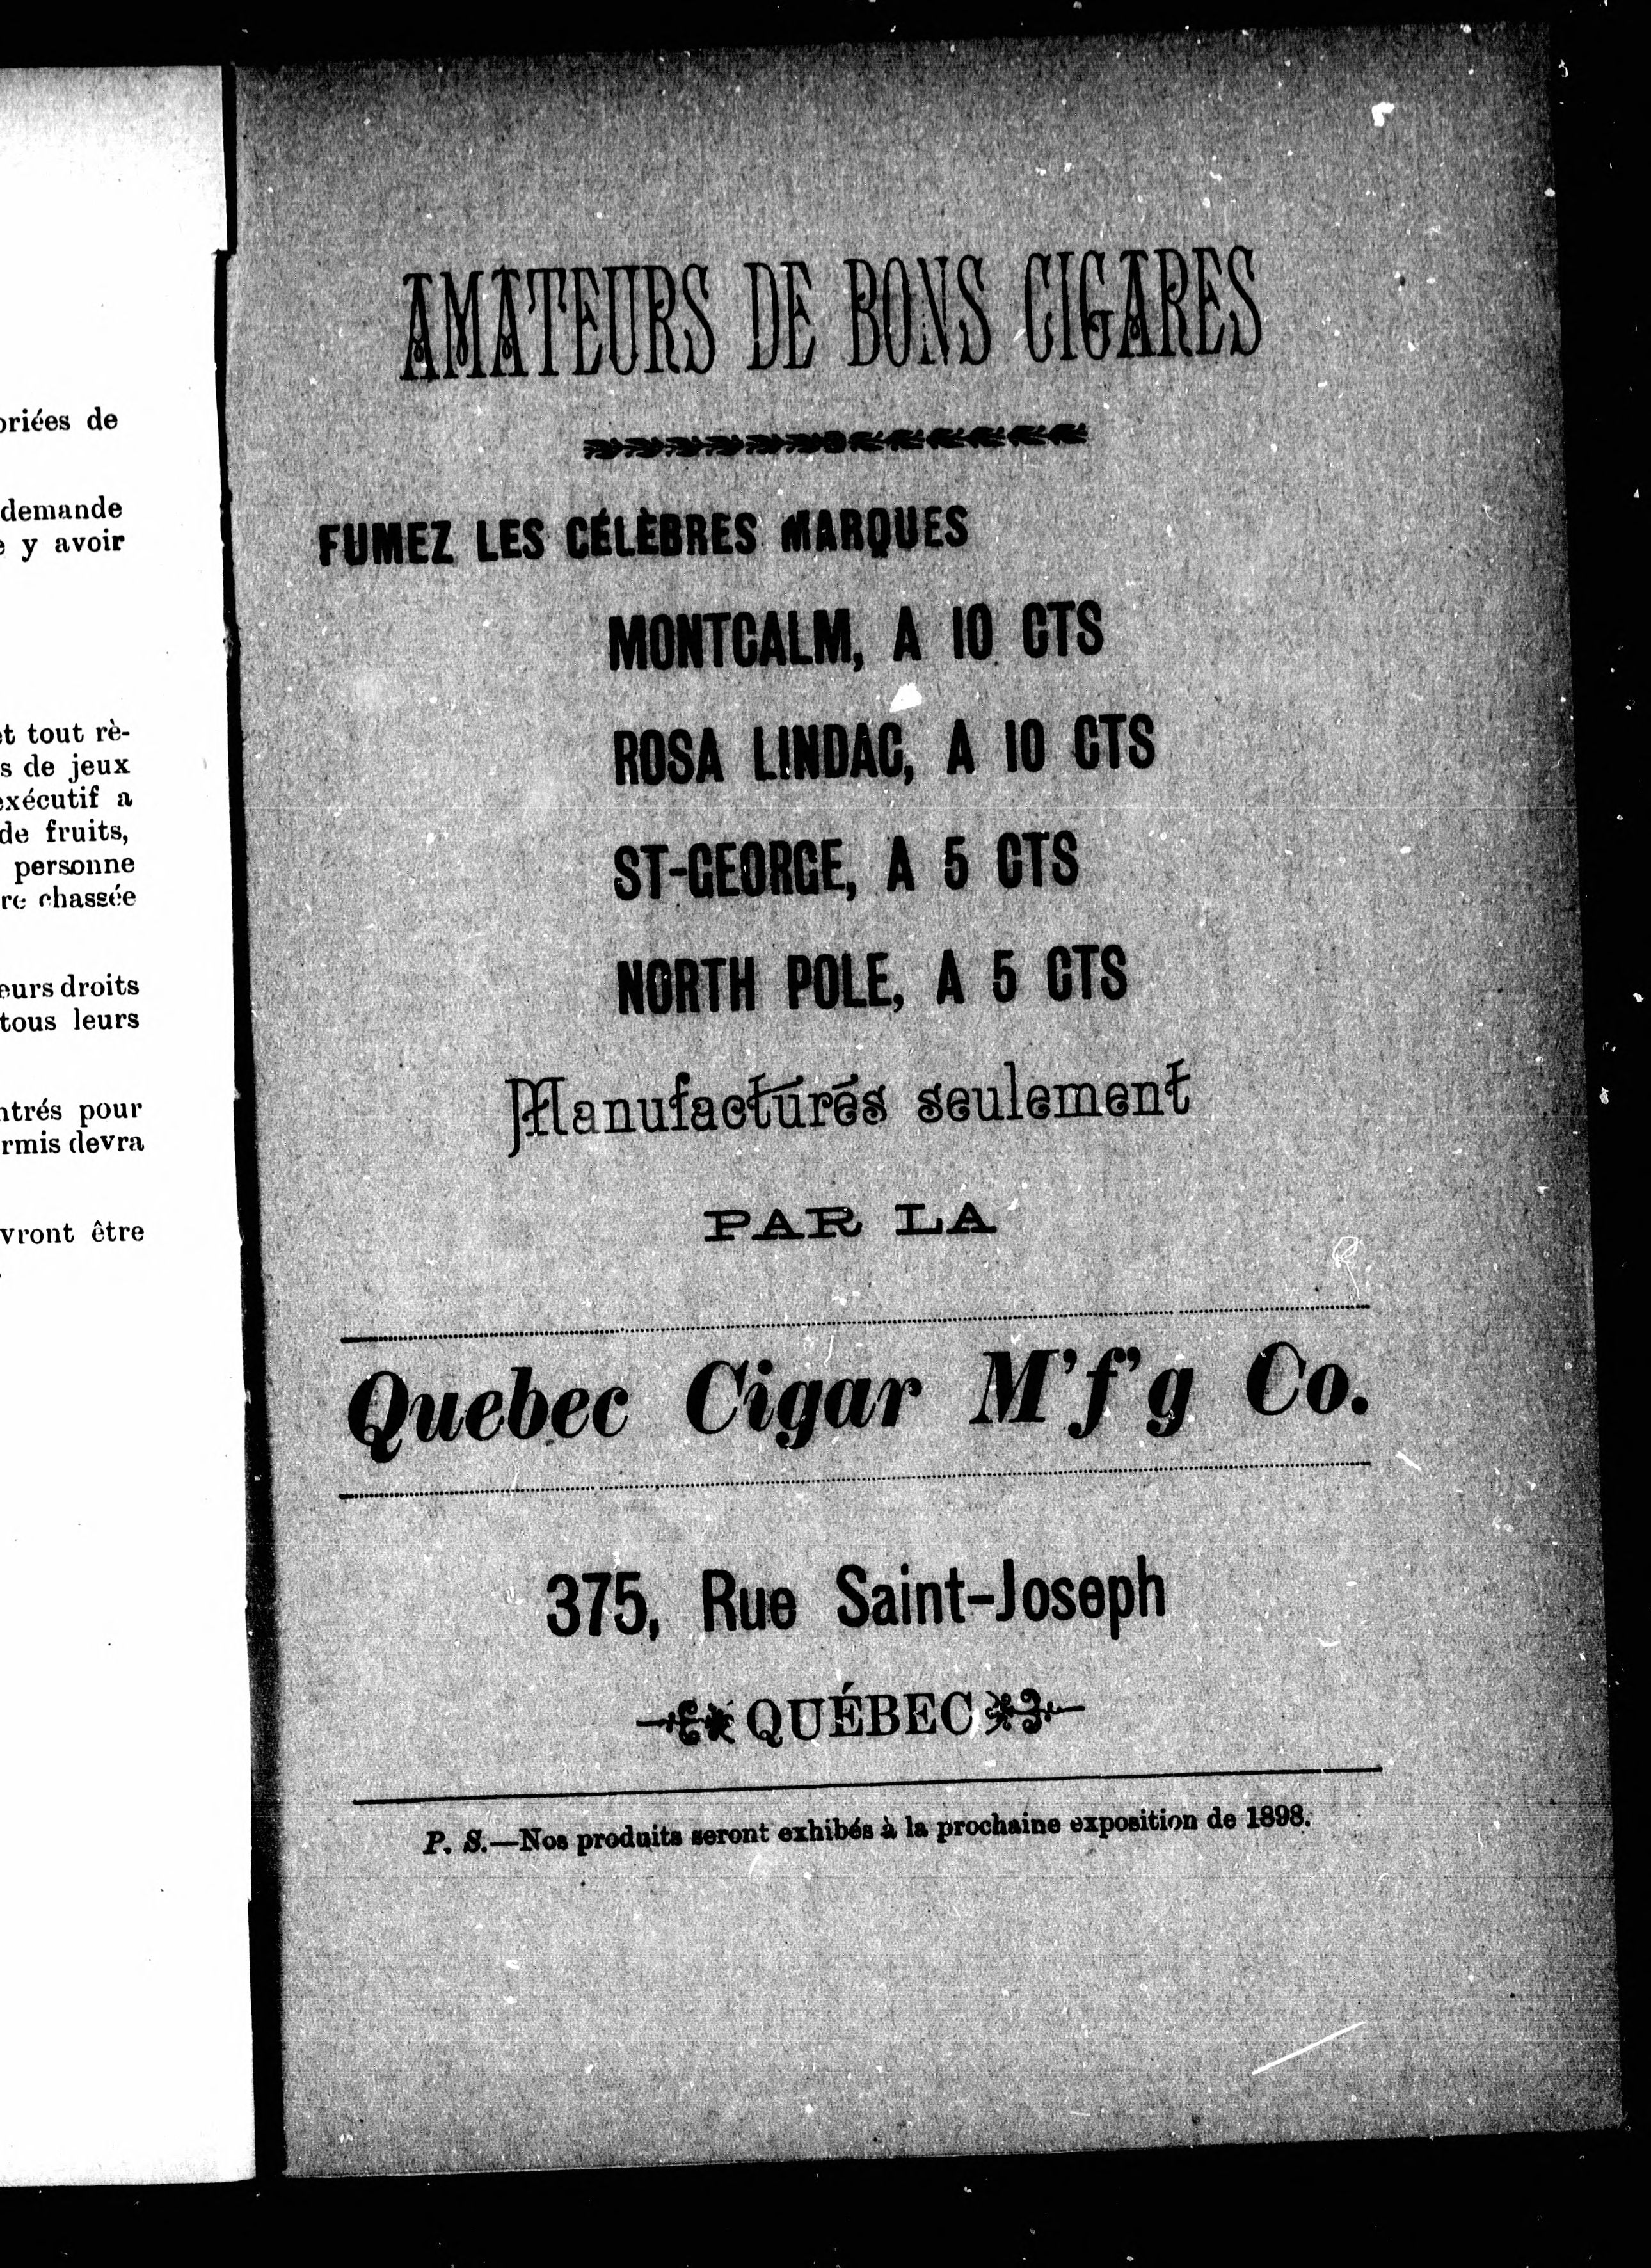 priées de
demande
y avoir
et tout rè-
s de jeux
exécutif a
de fruits,
personne
re chassée
eurs droits
tous leurs
ntrés pour
rmis devra
vront être
AMATEURS DE BONS CIGARES
FUMEZ LES CÉLÈBRES MARQUES
MONTCALM, A 10 CTS
ROSA LINDAC, A 10 CTS
ST-GEORGE, A 5 CTS
NORTH POLE, A 5 CTS
Manufacturés seulement
PAR LA
Quebec Cigar M'f'g Co.
375, Rue Saint-Joseph
QUÉBEC
P. S.—Nos produits seront exhibés à la prochaine exposition de 1898.